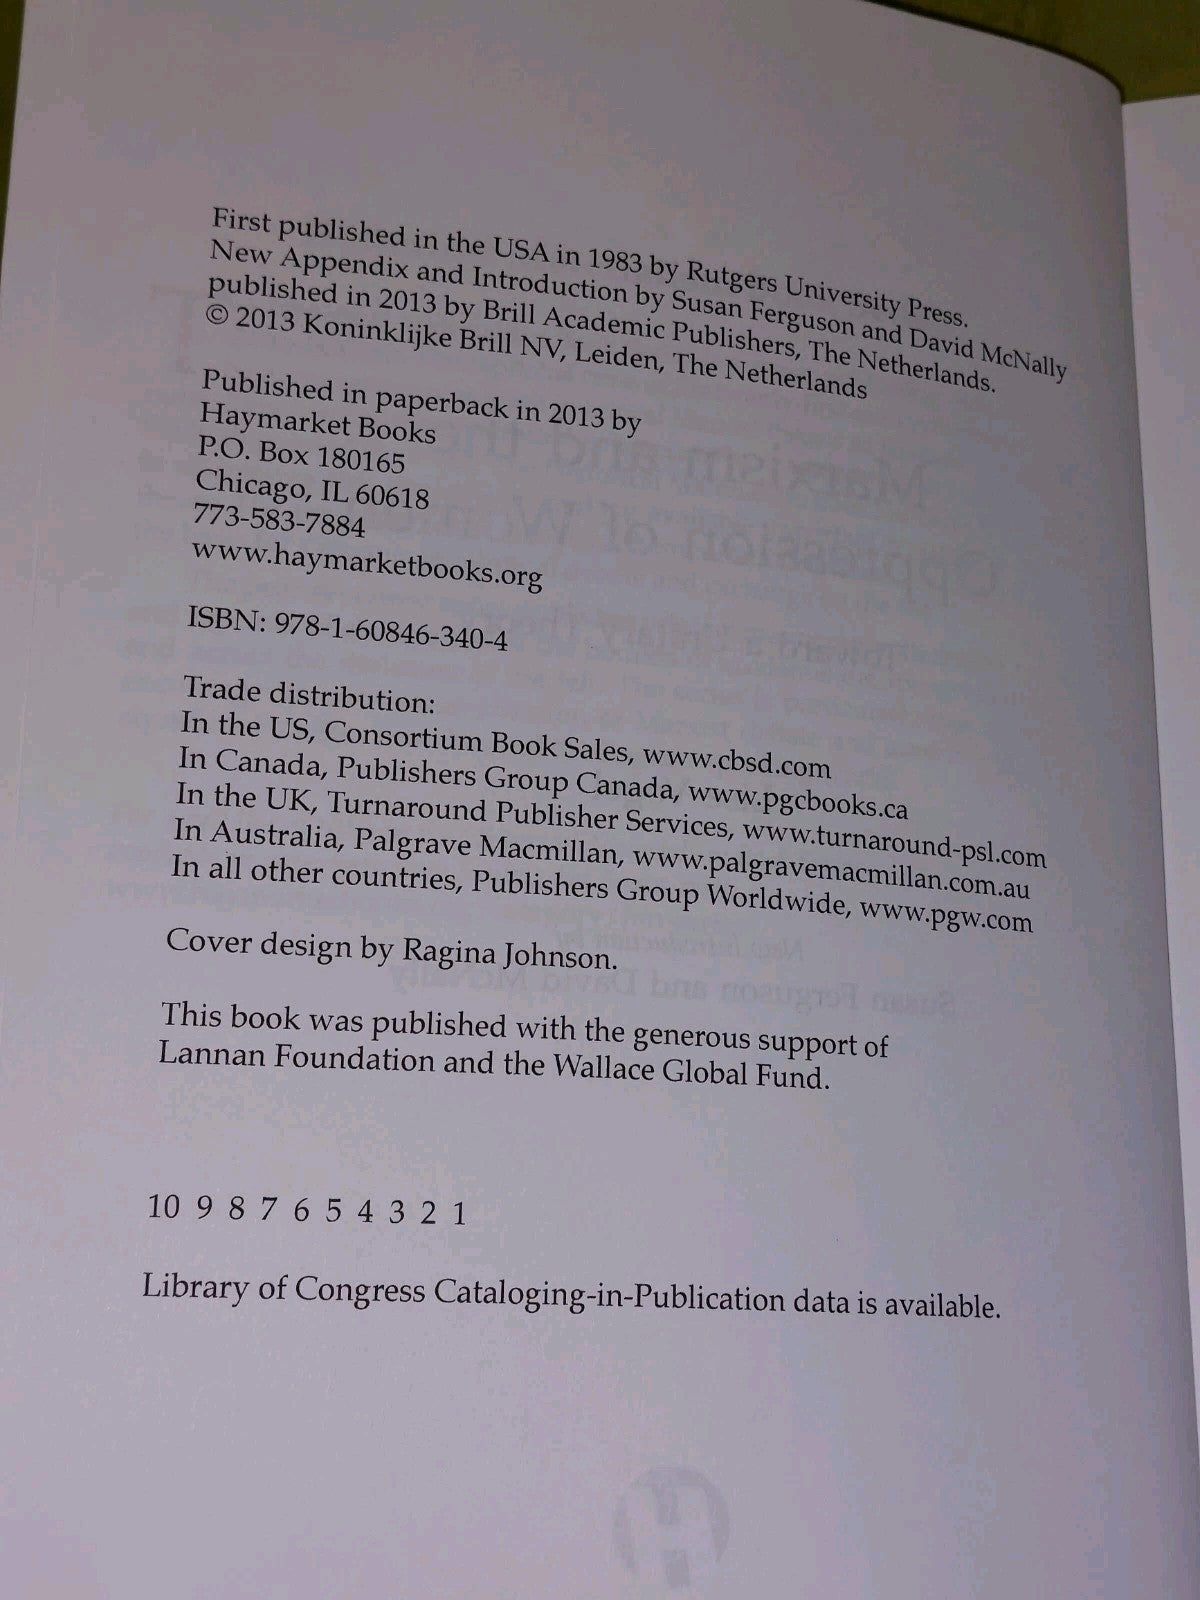 First published in the USA in 1983 by Rutgers University Press.
New Appendix and Introduction by Susan Ferguson and David McNally
published in 2013 by Brill Academic Publishers, The Netherlands.
© 2013 Koninklijke Brill NV, Leiden, The Netherlands
Published in paperback in 2013 by
Haymarket Books
P.O. Box 180165
Chicago, IL 60618
773-583-7884
www.haymarketbooks.org
ISBN: 978-1-60846-340-4
Trade distribution:
In the US, Consortium Book Sales, www.cbsd.com
In Canada, Publishers Group Canada, www.pgcbooks.ca
In the UK, Turnaround Publisher Services, www.turnaround-psl.com
In Australia, Palgrave Macmillan, www.palgravemacmillan.com.au
In all other countries, Publishers Group Worldwide, www.pgw.com
Cover design by Ragina Johnson.
This book was published with the generous support of
Lannan Foundation and the Wallace Global Fund.
10 9 8 7 6 5 4 3 2 1
Library of Congress Cataloging-in-Publication data is available.